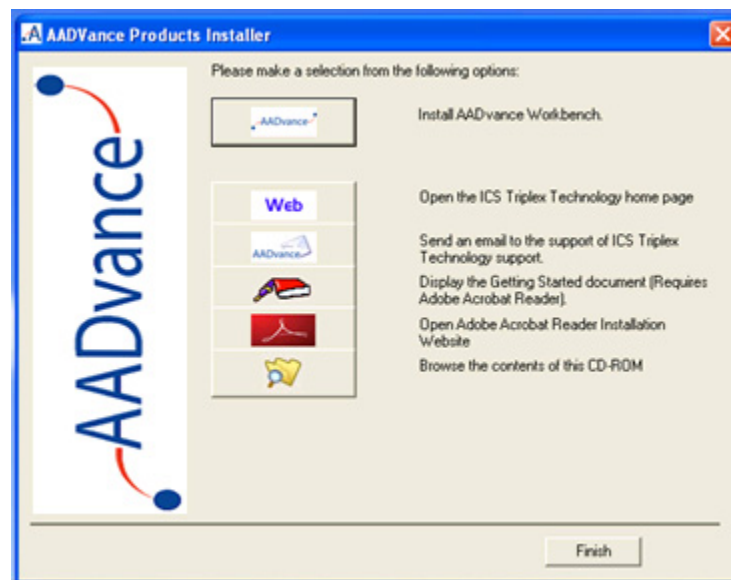 AADVance Products Installer
Please make a selection from the following options:
AADvance
Install AADvance Workbench.
Web
Open the ICS Triplex Technology home page
AADvance
Send an email to the support of ICS Triplex
Technology support.
Display the Getting Started document (Requires
Adobe Acrobat Reader).
Open Adobe Acrobat Reader Installation
Website
Browse the contents of this CD-ROM
AADvance
Finish